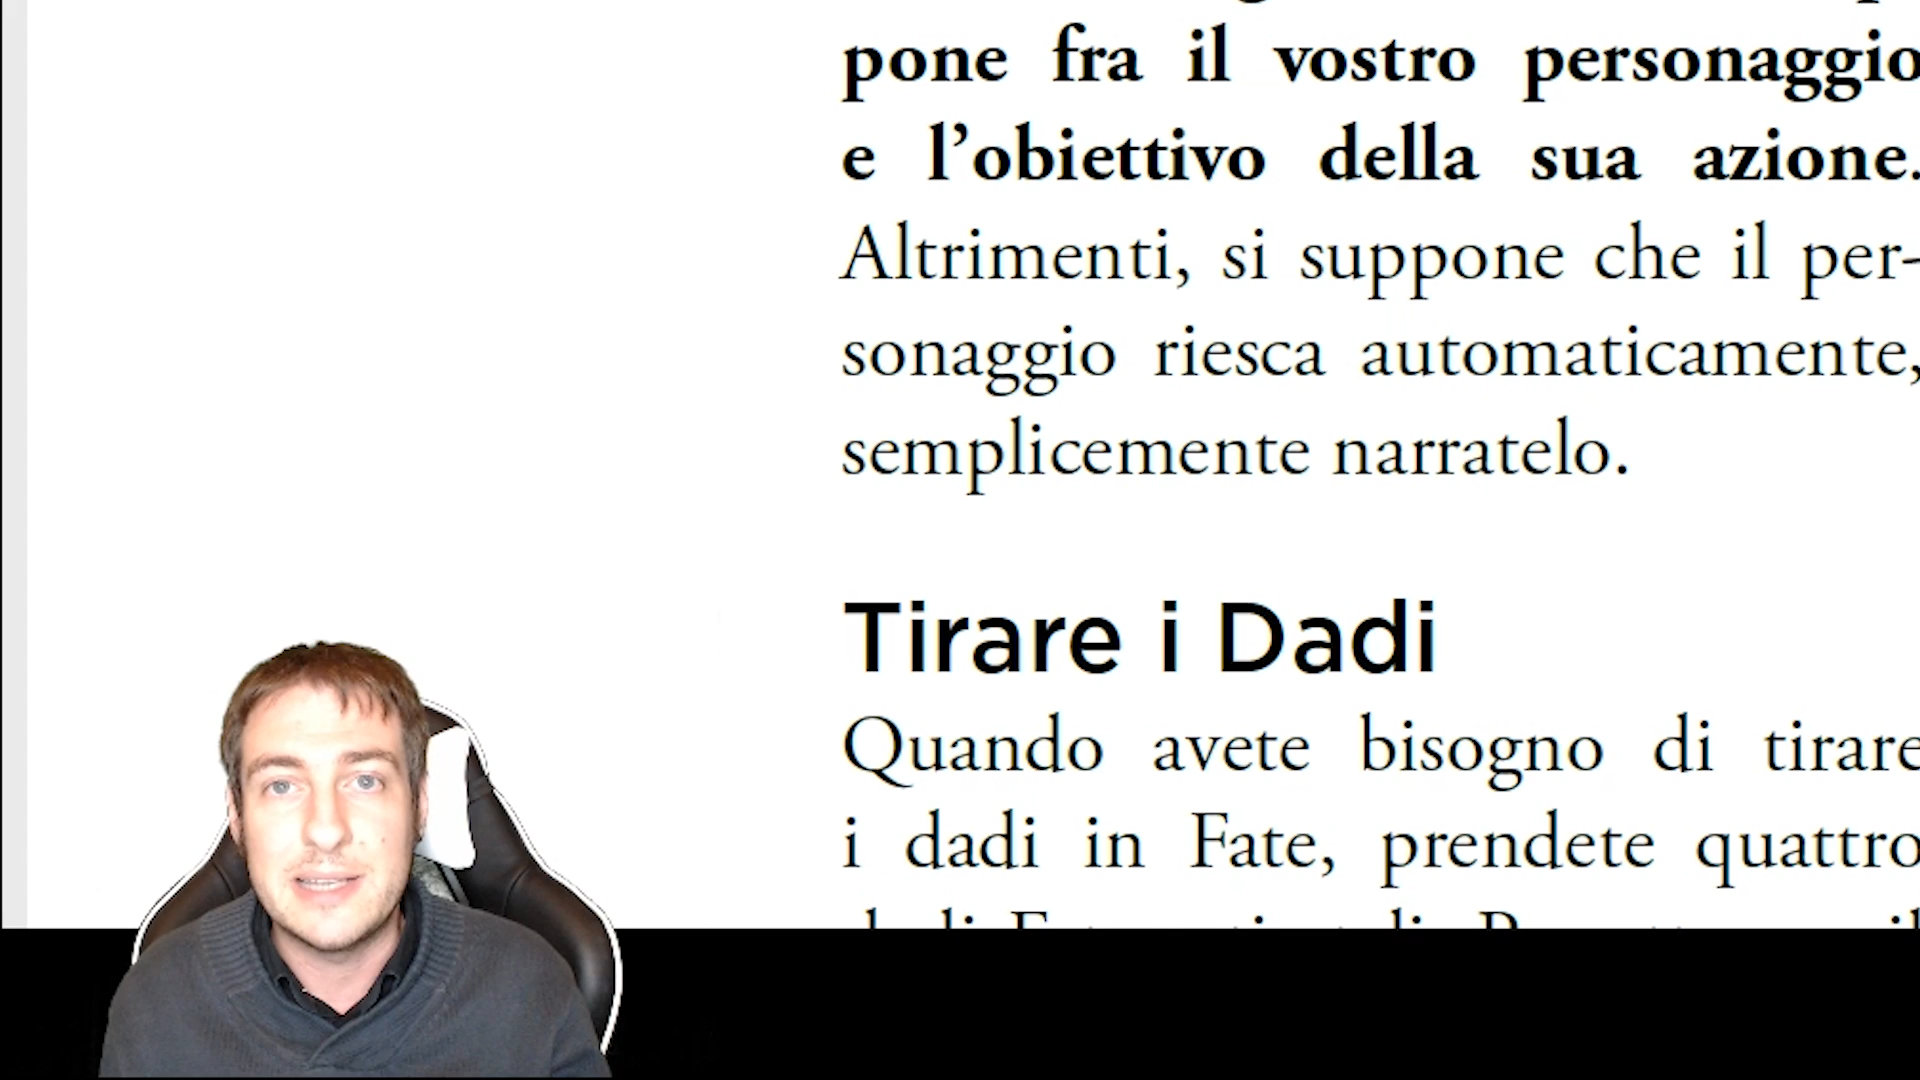 pone fra il vostro personaggio
e l’obiettivo della sua azione.
Altrimenti, si suppone che il per-
sonaggio riesca automaticamente,
semplicemente narratelo.
Tirare i Dadi
Quando avete bisogno di tirare
i dadi in Fate, prendete quattro